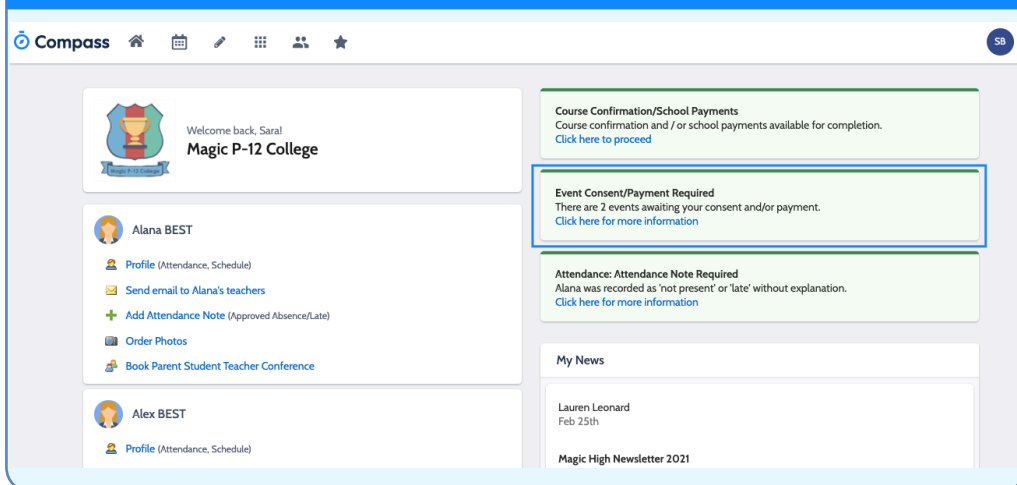 Compass
SB
Magic P-12 College
Welcome back, Sara!
Magic P-12 College
Alana BEST
Profile (Attendance, Schedule)
Send email to Alana's teachers
Add Attendance Note (Approved Absence/Late)
Order Photos
Book Parent Student Teacher Conference
Alex BEST
Profile (Attendance, Schedule)
Course Confirmation/School Payments
Course confirmation and / or school payments available for completion.
Click here to proceed
Event Consent/Payment Required
There are 2 events awaiting your consent and/or payment.
Click here for more information
Attendance: Attendance Note Required
Alana was recorded as 'not present' or 'late' without explanation.
Click here for more information
My News
Lauren Leonard
Feb 25th
Magic High Newsletter 2021